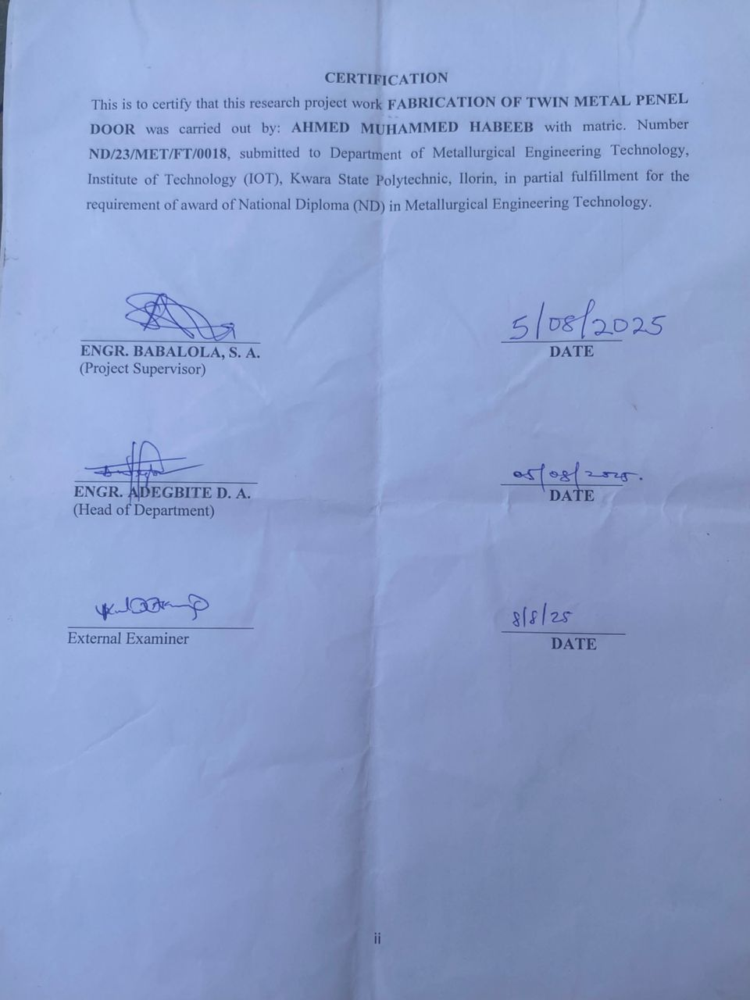 CERTIFICATION
This is to certify that this research project work FABRICATION OF TWIN METAL PENEL
DOOR was carried out by: AHMED MUHAMMED HABEEB with matric. Number
ND/23/MET/FT/0018, submitted to Department of Metallurgical Engineering Technology,
Institute of Technology (IOT), Kwara State Polytechnic, Ilorin, in partial fulfillment for the
requirement of award of National Diploma (ND) in Metallurgical Engineering Technology.
5/08/2025
ENGR. BABALOLA, S. A. DATE
(Project Supervisor)
05/08/2025.
ENGR. ADEGBITE D. A. DATE
(Head of Department)
8/8/25
External Examiner DATE
ii